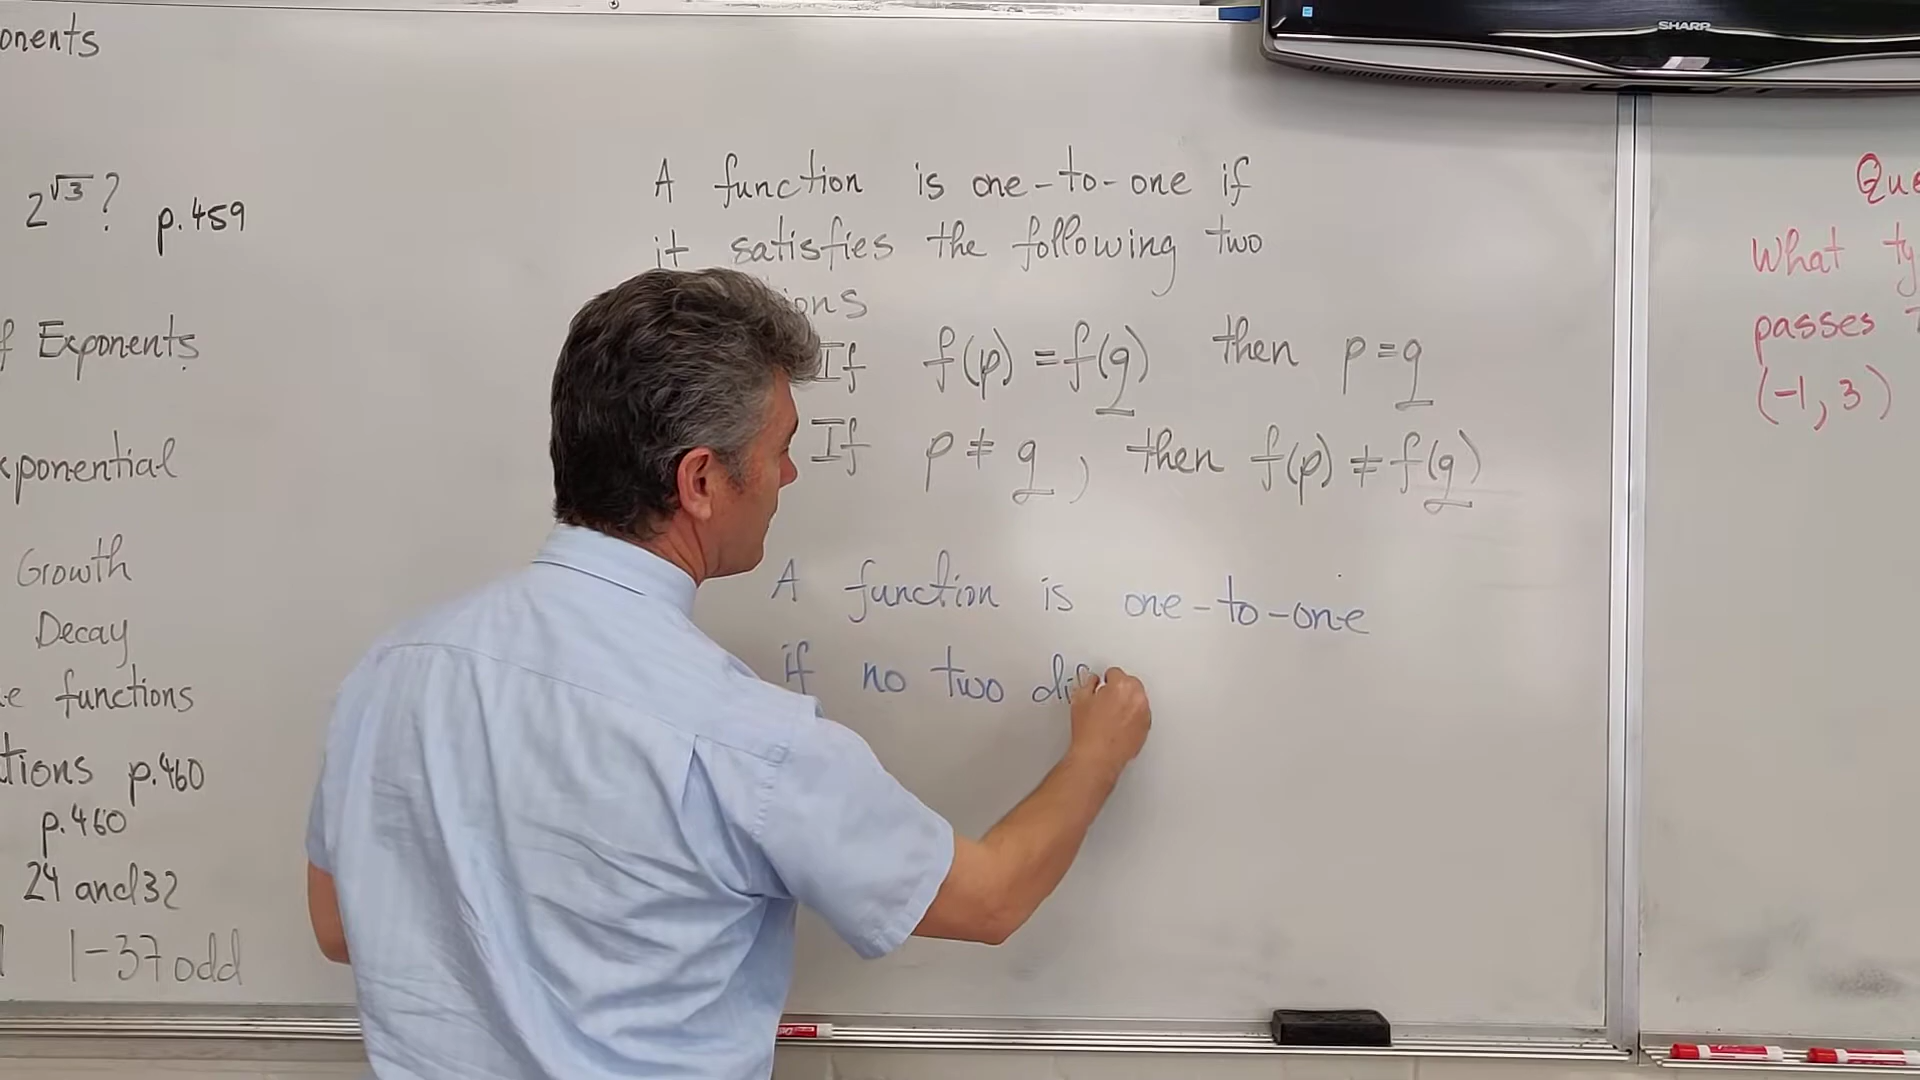 onents
2^√3 ? p.459
f Exponents
xponential
Growth
Decay
e functions
tions p.460
p.460
24 and 32
1-37 odd
SHARP
A function is one-to-one if
it satisfies the following two
ions
If f(p) = f(q) then p = q
If p ≠ q, then f(p) ≠ f(q)
A function is one-to-one
if no two dif
Que
What ty
passes
(-1, 3)